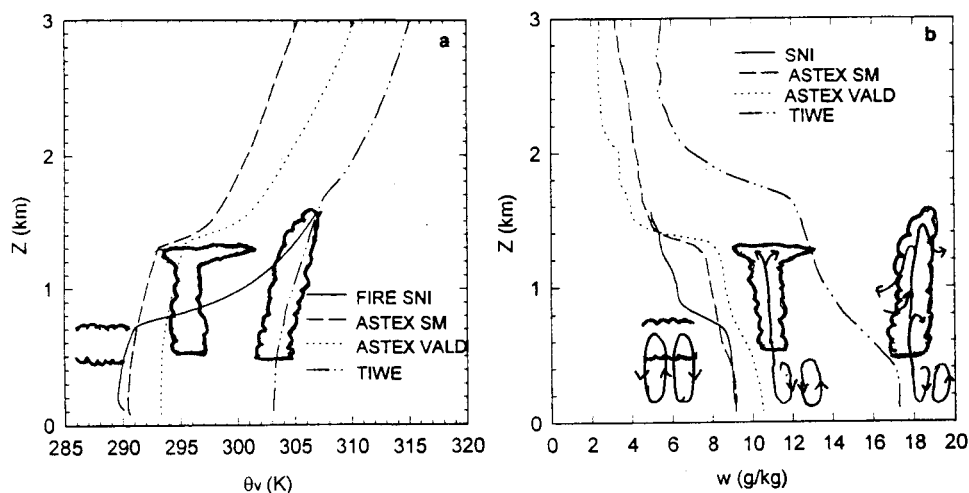 a
3
2
1
0
Z (km)
FIRE SNI
ASTEX SM
ASTEX VALD
TIWE
285 290 295 300 305 310 315 320
θv (K)
b
3
2
1
0
Z (km)
SNI
ASTEX SM
ASTEX VALD
TIWE
0 2 4 6 8 10 12 14 16 18 20
w (g/kg)